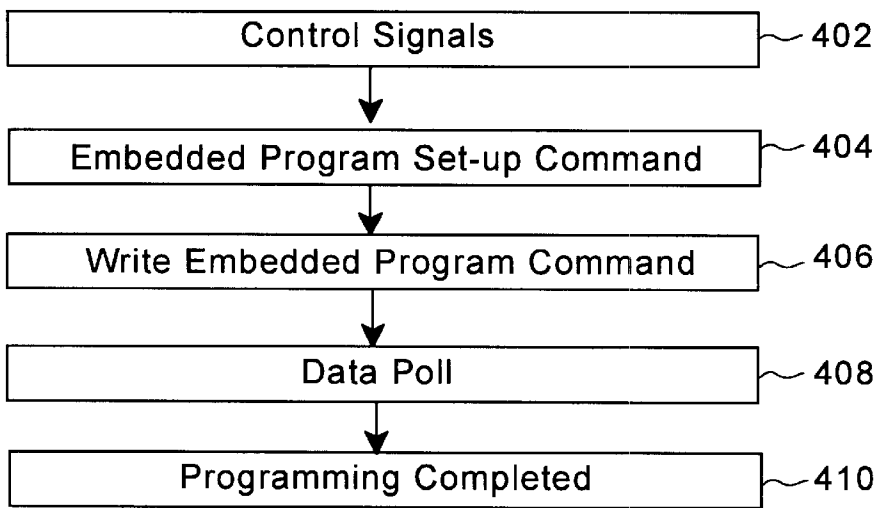 Control Signals 402
Embedded Program Set-up Command 404
Write Embedded Program Command 406
Data Poll 408
Programming Completed 410